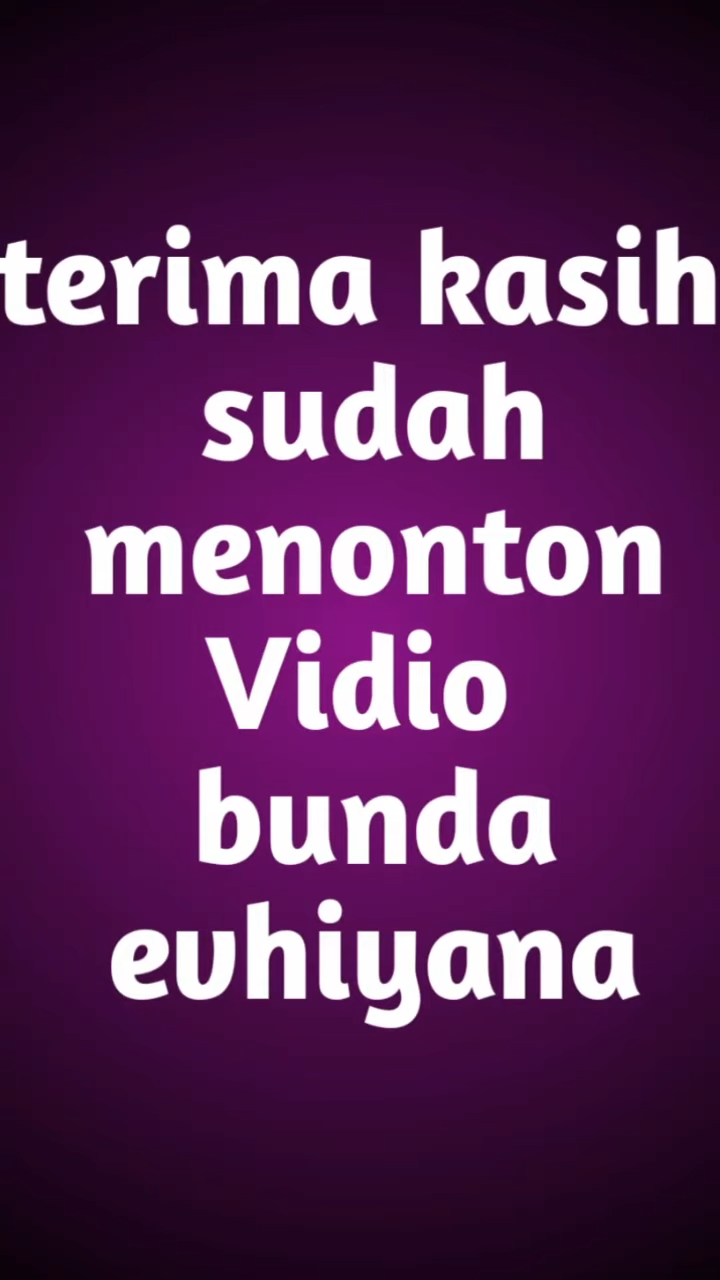 terima kasih
sudah
menonton
Vidio
bunda
evhiyana